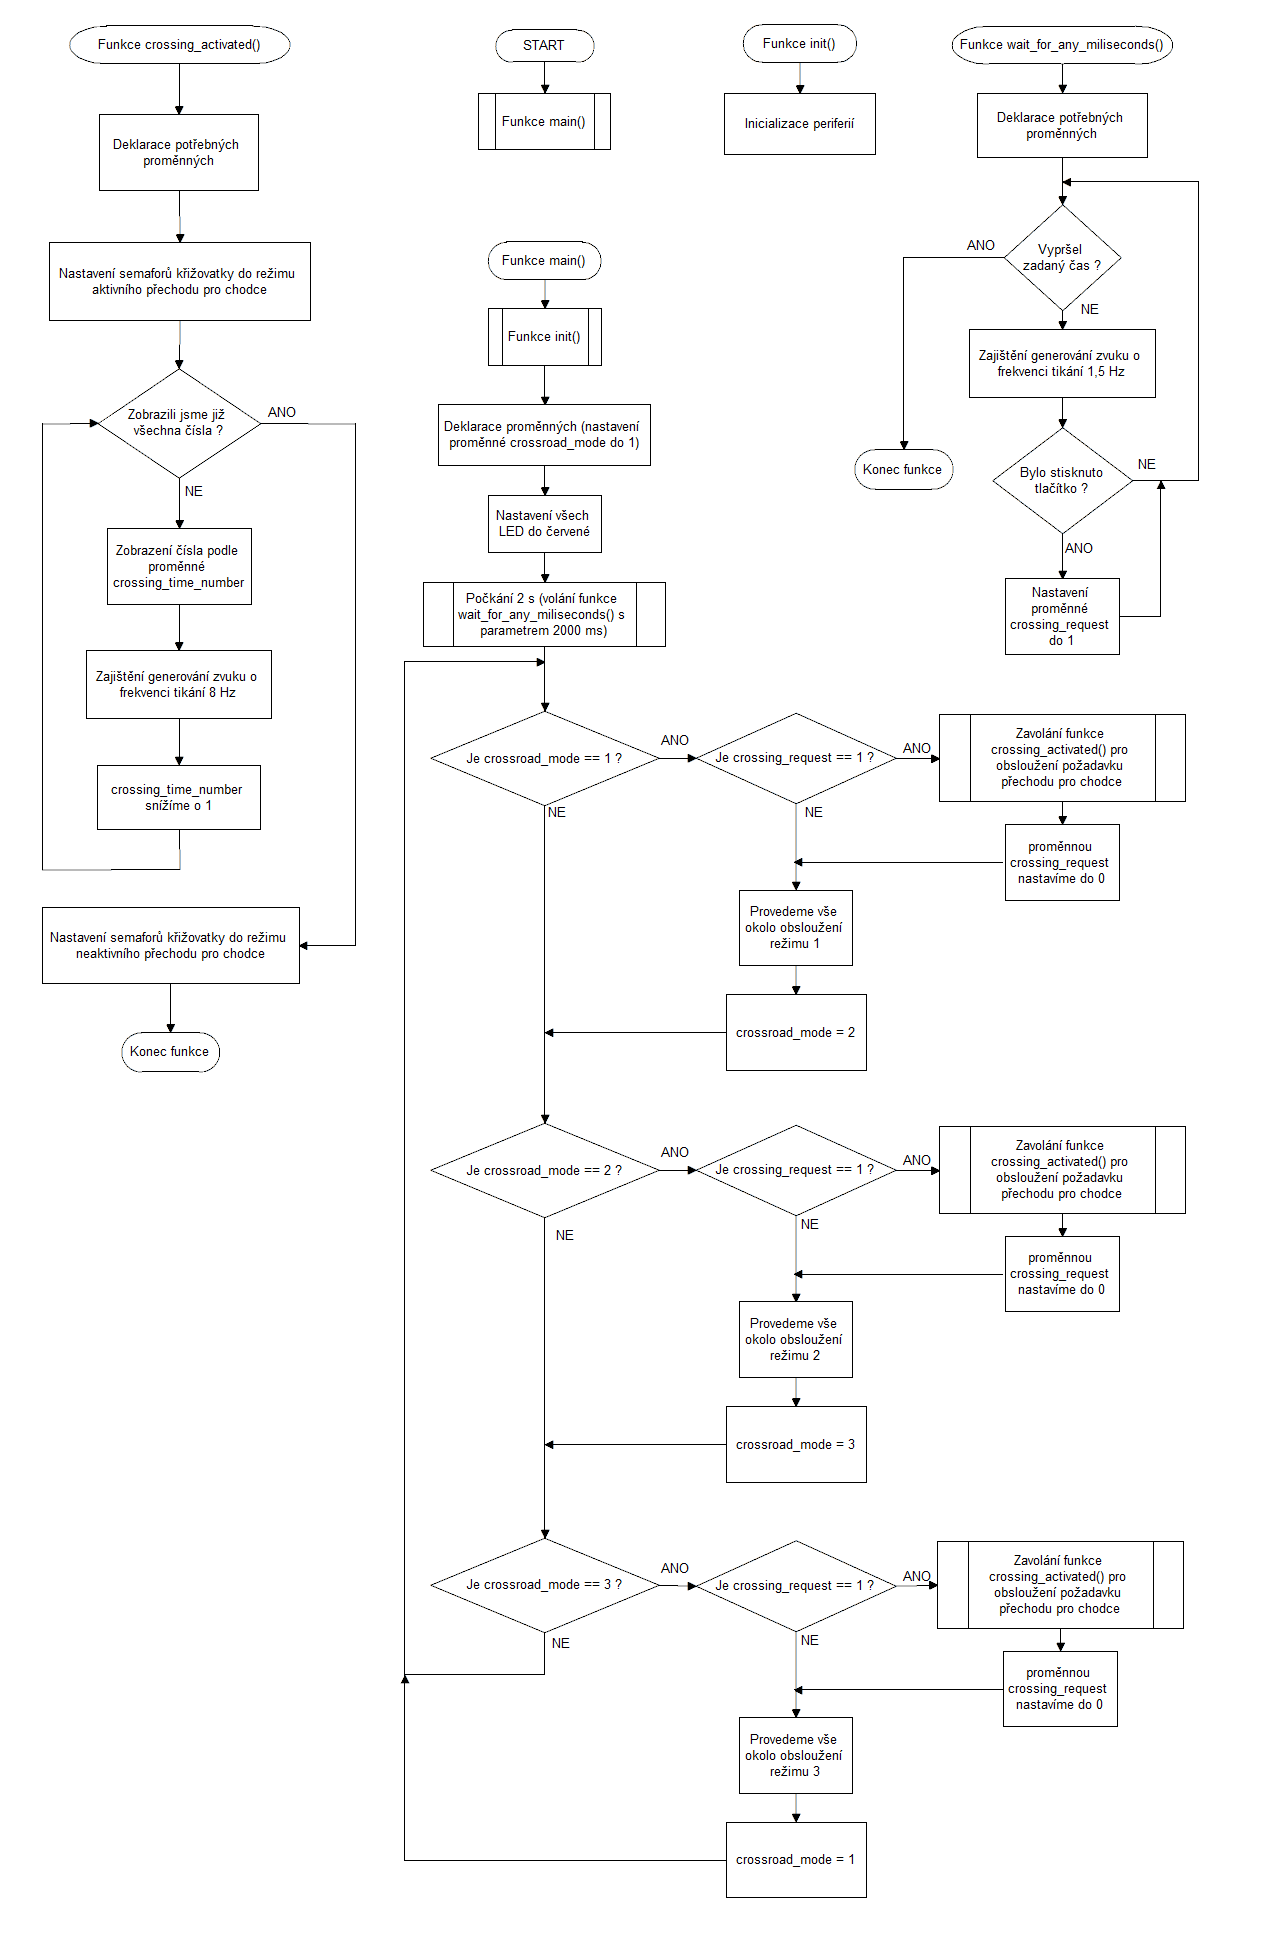 Funkce crossing_activated()
Deklarace potřebných
proměnných
Nastavení semaforů křižovatky do režimu
aktivního přechodu pro chodce
Zobrazili jsme již
všechna čísla ?
ANO
NE
Zobrazení čísla podle
proměnné
crossing_time_number
Zajištění generování zvuku o
frekvenci tikání 8 Hz
crossing_time_number
snížíme o 1
Nastavení semaforů křižovatky do režimu
neaktivního přechodu pro chodce
Konec funkce
START
Funkce main()
Funkce init()
Inicializace periferií
Funkce wait_for_any_miliseconds()
Deklarace potřebných
proměnných
Vypršel
zadaný čas ?
ANO
NE
Zajištění generování zvuku o
frekvenci tikání 1,5 Hz
Konec funkce
Bylo stisknuto
tlačítko ?
NE
ANO
Nastavení
proměnné
crossing_request
do 1
Funkce main()
Funkce init()
Deklarace proměnných (nastavení
proměnné crossroad_mode do 1)
Nastavení všech
LED do červené
Počkání 2 s (volání funkce
wait_for_any_miliseconds() s
parametrem 2000 ms)
Je crossroad_mode == 1 ?
ANO
NE
Je crossing_request == 1 ?
ANO
NE
Zavolání funkce
crossing_activated() pro
obsloužení požadavku
přechodu pro chodce
proměnnou
crossing_request
nastavíme do 0
Provedeme vše
okolo obsloužení
režimu 1
crossroad_mode = 2
Je crossroad_mode == 2 ?
ANO
NE
Je crossing_request == 1 ?
ANO
NE
Zavolání funkce
crossing_activated() pro
obsloužení požadavku
přechodu pro chodce
proměnnou
crossing_request
nastavíme do 0
Provedeme vše
okolo obsloužení
režimu 2
crossroad_mode = 3
Je crossroad_mode == 3 ?
ANO
NE
Je crossing_request == 1 ?
ANO
NE
Zavolání funkce
crossing_activated() pro
obsloužení požadavku
přechodu pro chodce
proměnnou
crossing_request
nastavíme do 0
Provedeme vše
okolo obsloužení
režimu 3
crossroad_mode = 1